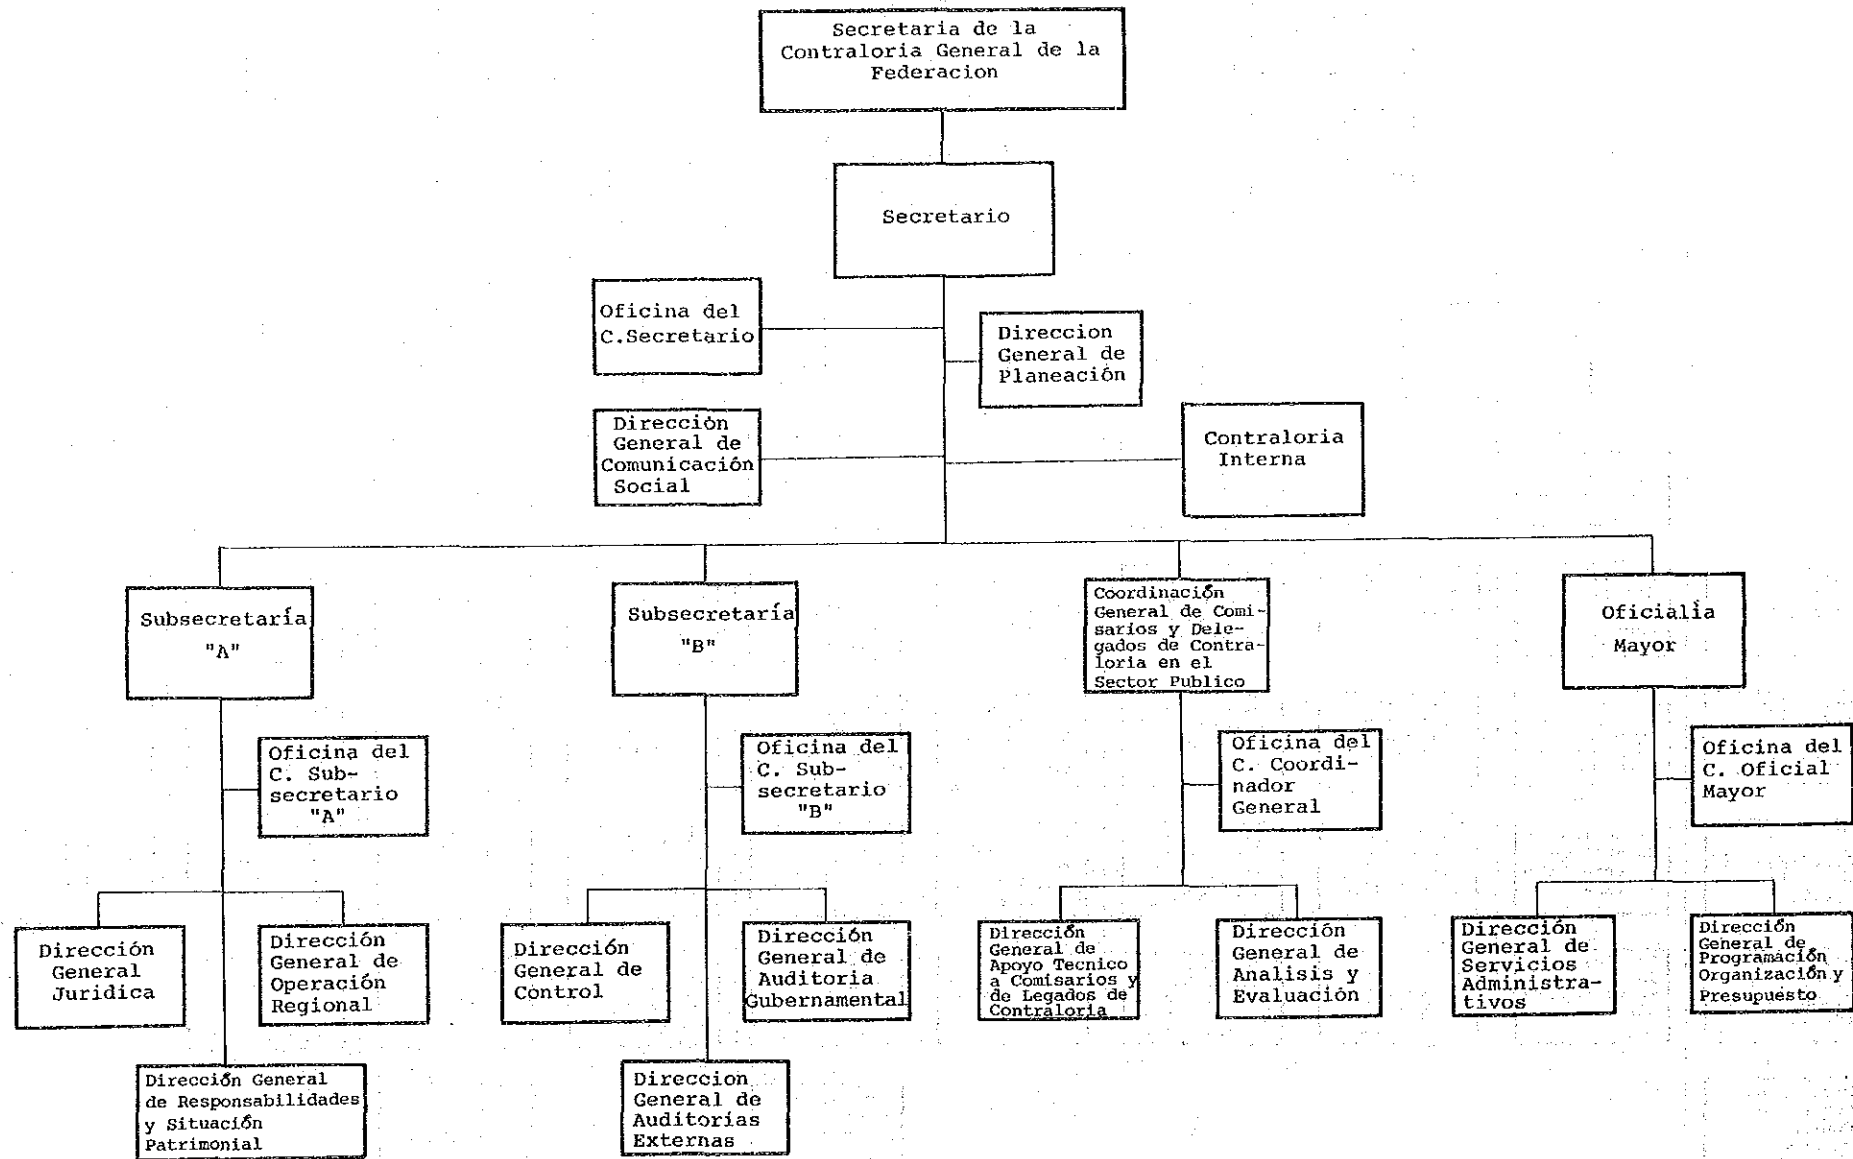 Secretaria de la
Contraloria General de la
Federacion
Secretario
Oficina del
C.Secretario
Direccion
General de
Planeación
Dirección
General de
Comunicación
Social
Contraloria
Interna
Subsecretaría
"A"
Subsecretaría
"B"
Coordinación
General de Comi-
sarios y Dele-
gados de Contra-
loria en el
Sector Publico
Oficialia
Mayor
Oficina del
C. Sub-
secretario
"A"
Oficina del
C. Sub-
secretario
"B"
Oficina del
C. Coordi-
nador
General
Oficina del
C. Oficial
Mayor
Dirección
General
Juridica
Dirección
General de
Operación
Regional
Dirección
General de
Control
Dirección
General de
Auditoria
Gubernamental
Dirección
General de
Apoyo Tecnico
a Comisarios y
de Legados de
Contraloria
Dirección
General de
Analisis y
Evaluación
Dirección
General de
Servicios
Administra-
tivos
Dirección
General de
Programación
Organización y
Presupuesto
Dirección General
de Responsabilidades
y Situación
Patrimonial
Direccion
General de
Auditorías
Externas